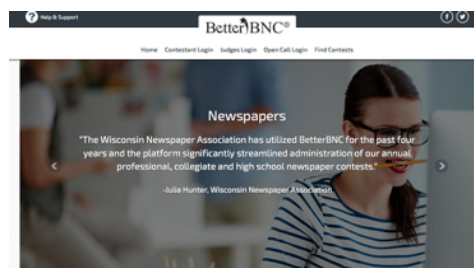 Help & Support
BetterBNC®
Home Contestant Login Judges Login Open Call Login Find Contests
Newspapers
"The Wisconsin Newspaper Association has utilized BetterBNC for the past four
years and the platform significantly streamlined administration of our annual
professional, collegiate and high school newspaper contests."
-Julia Hunter, Wisconsin Newspaper Association